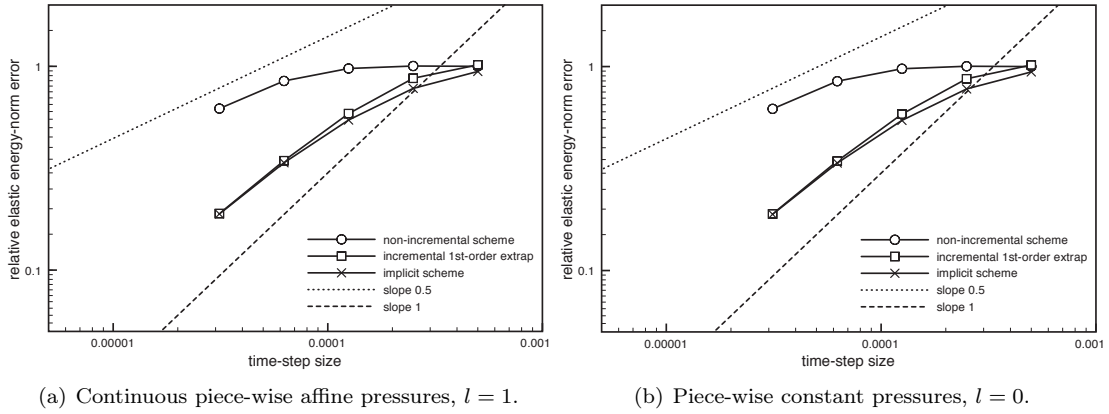 relative elastic energy-norm error
1
0.1
non-incremental scheme
incremental 1st-order extrap
implicit scheme
slope 0.5
slope 1
0.00001
0.0001
0.001
time-step size
(a) Continuous piece-wise affine pressures, l = 1.
relative elastic energy-norm error
1
0.1
non-incremental scheme
incremental 1st-order extrap
implicit scheme
slope 0.5
slope 1
0.00001
0.0001
0.001
time-step size
(b) Piece-wise constant pressures, l = 0.